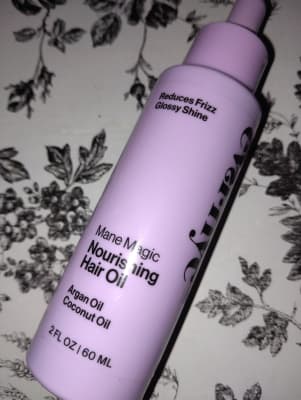 Reduces Frizz
Glossy Shine
Mane Magic
Nourishing
Hair Oil
Argan Oil
Coconut Oil
2 FL OZ | 60 ML